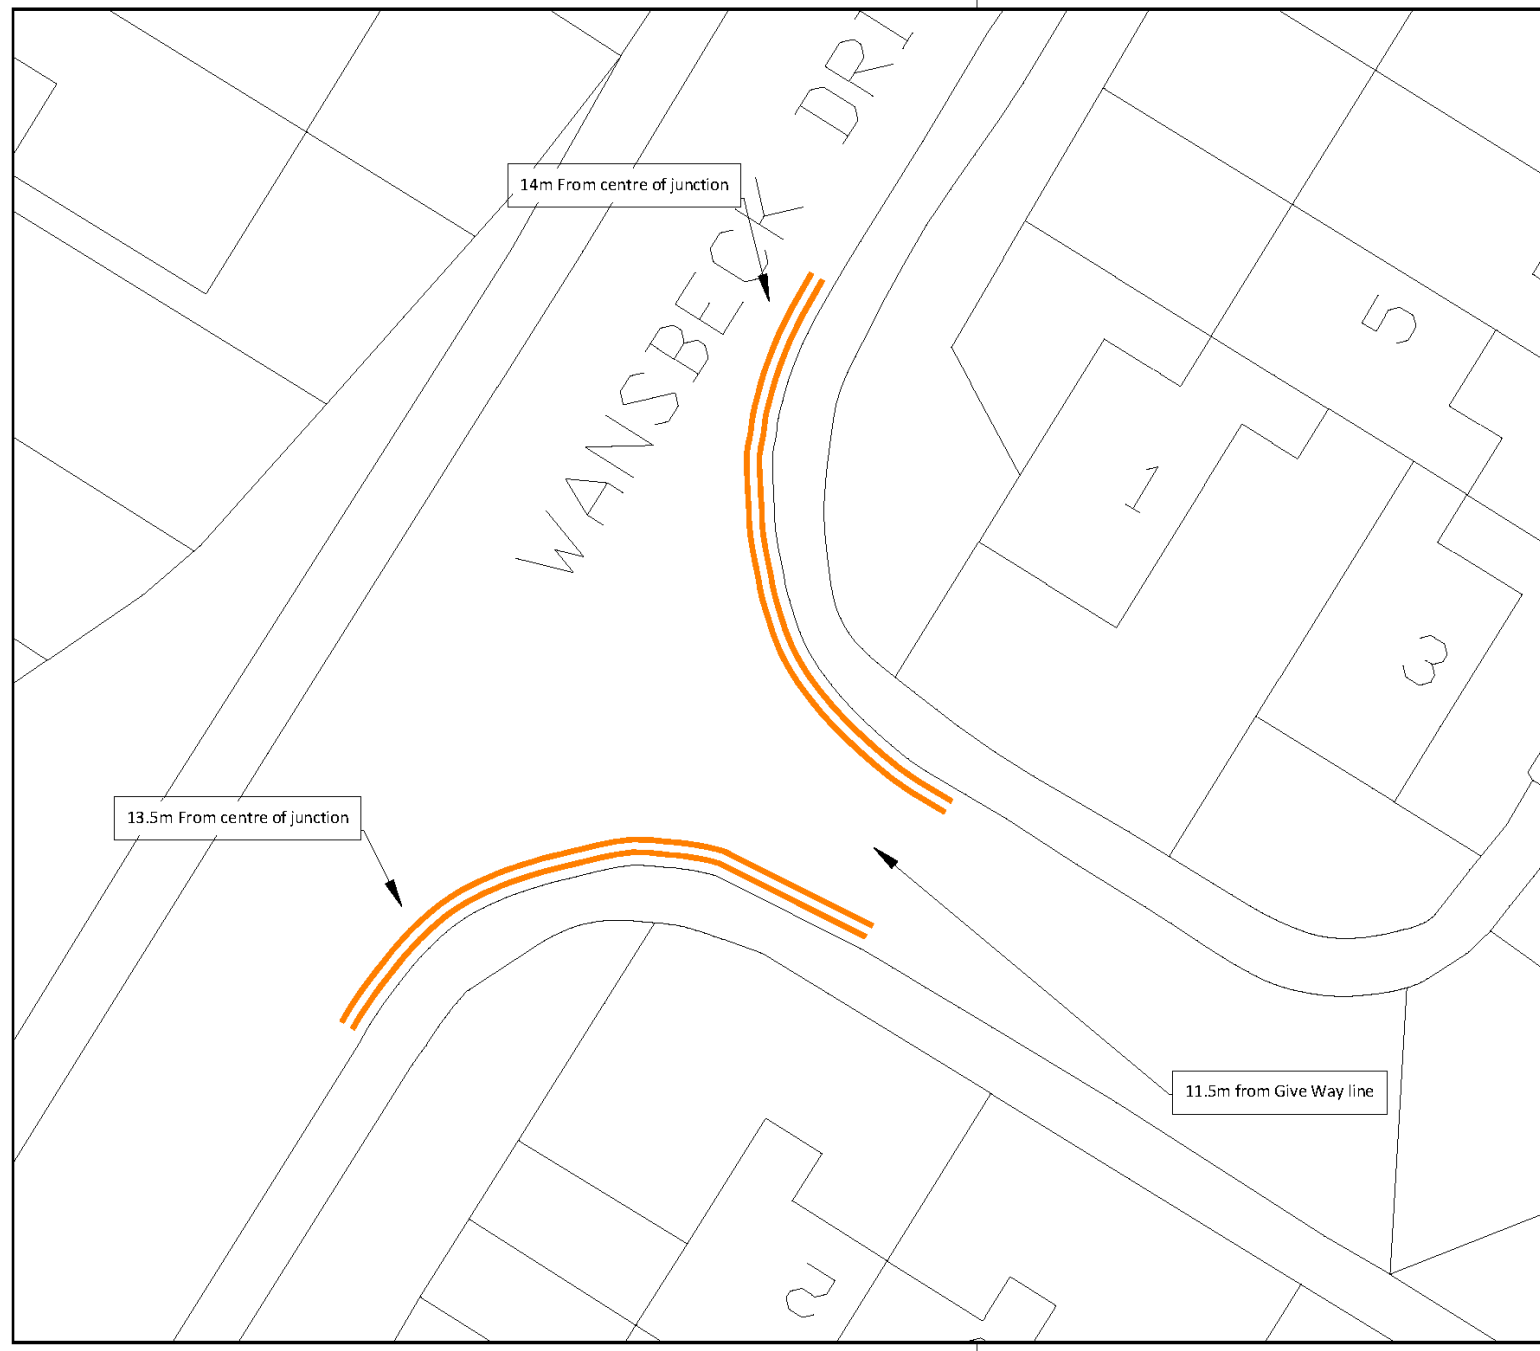 WANSBECK DRI
14m From centre of junction
5
1
3
13.5m From centre of junction
11.5m from Give Way line
2